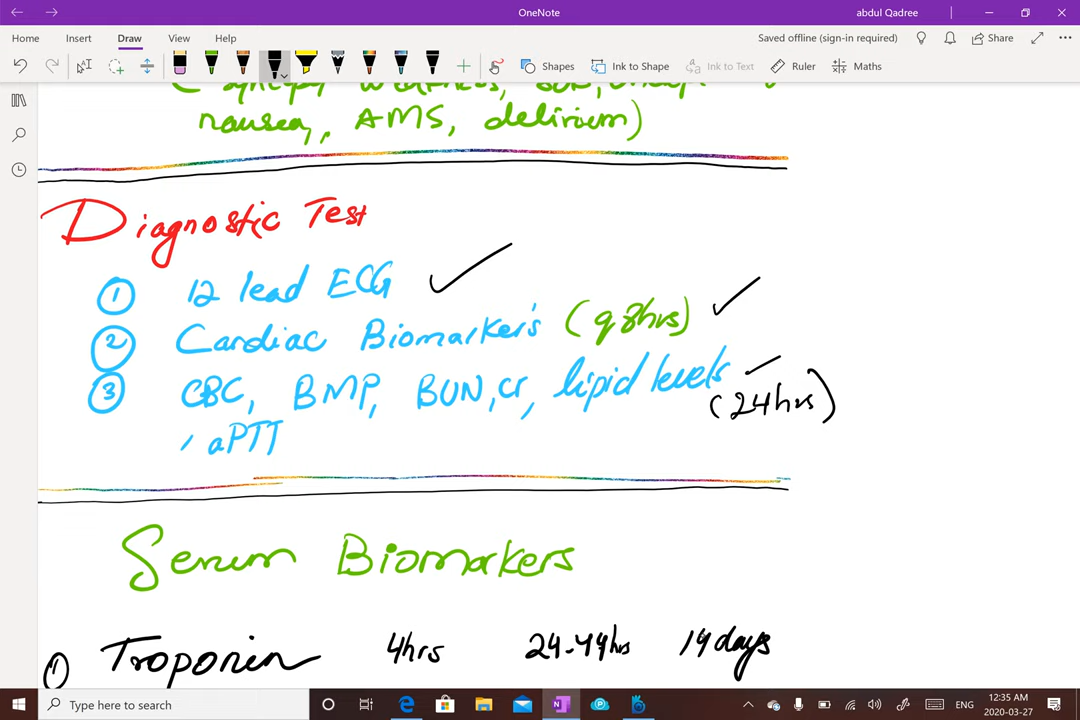 OneNote
abdul Qadree
Home Insert Draw View Help
Saved offline (sign-in required) Share
Shapes Ink to Shape Ink to Text Ruler Maths
nausea, AMS, delirium)
Diagnostic Test
① 12 lead ECG ✓
② Cardiac Biomarker's (q8hrs) ✓
③ CBC, BMP, BUN, Cr, lipid levels
(24hrs)
, aPTT
Serum Biomarkers
① Troponin 4hrs 24-44hrs 14 days
Type here to search
ENG
12:35 AM
2020-03-27